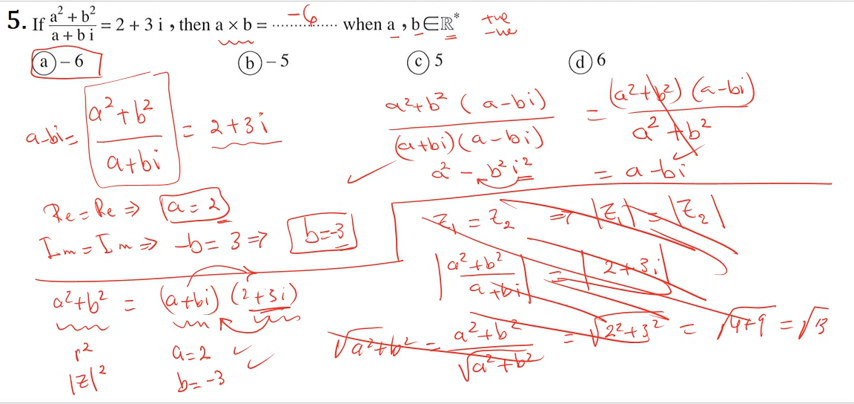 5. If (a² + b²)/(a + b i) = 2 + 3 i , then a × b = ............... when a , b ∈ ℝ* +ve
-6 -ve
(a) – 6 (b) – 5 (c) 5 (d) 6
a-bi = (a²+b²)/(a+bi) = 2+3i
a²+b² (a-bi) / (a+bi)(a-bi) = (a²+b²)(a-bi) / a²+b²
a² - b²i² = a-bi
Re = Re ⇒ a=2
Im = Im ⇒ -b=3 ⇒ b=-3
Z₁ = Z₂ ⇒ |Z₁| = |Z₂|
|(a²+b²)/(a+bi)| = |2+3i|
√(a²+b²) = (a²+b²)/√(a²+b²) = √(2²+3²) = √(4+9) = √13
a²+b² = (a+bi)(2+3i)
r² a=2 ✓
|z|² b=-3 ✓